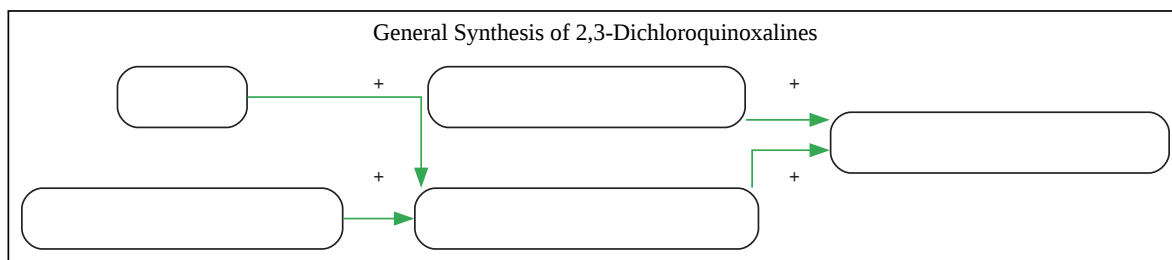 General Synthesis of 2,3-Dichloroquinoxalines
+
+
+
+